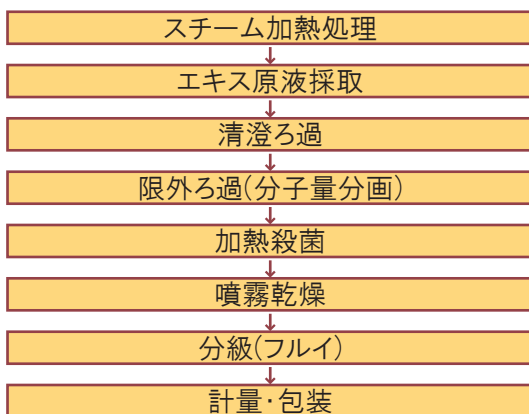 スチーム加熱処理
エキス原液採取
清澄ろ過
限外ろ過(分子量分画)
加熱殺菌
噴霧乾燥
分級(フルイ)
計量・包装